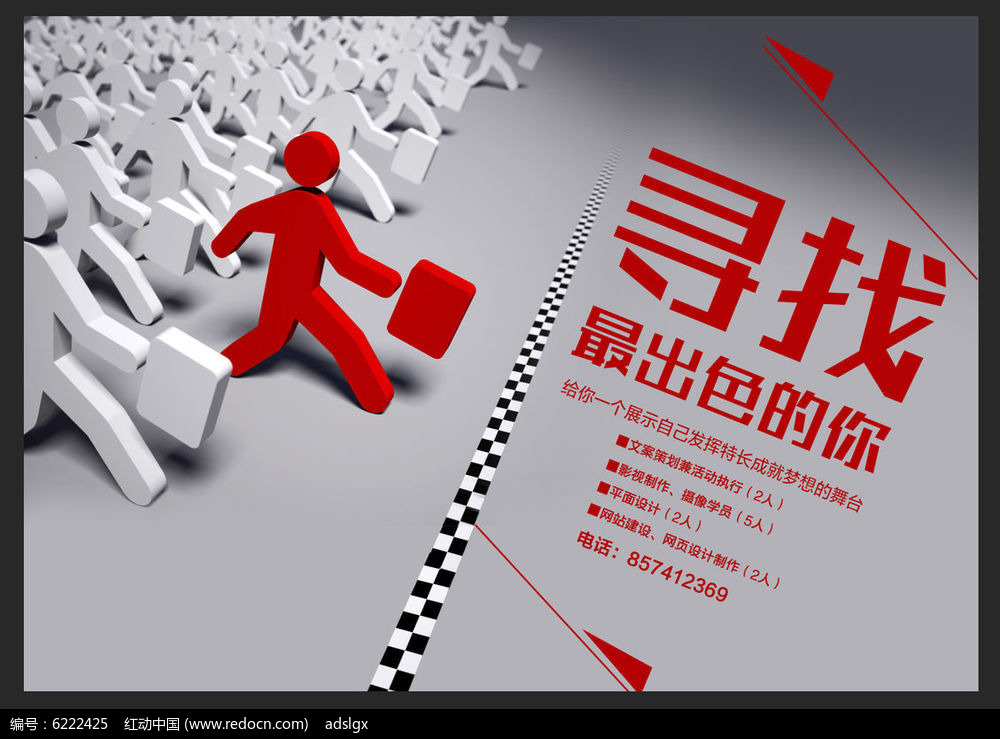 寻找
最出色的你
给你一个展示自己发挥特长成就梦想的舞台
■文案策划兼活动执行（2人）
■影视制作、摄像学员（5人）
■平面设计（2人）
■网站建设、网页设计制作（2人）
电话：857412369
编号：6222425 红动中国 (www.redocn.com) adslgx